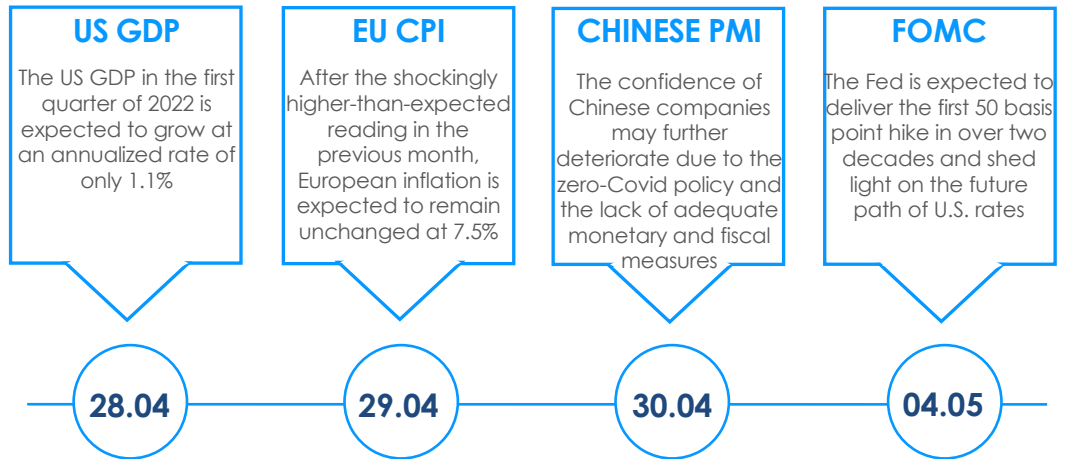 US GDP
The US GDP in the first
quarter of 2022 is
expected to grow at
an annualized rate of
only 1.1%
EU CPI
After the shockingly
higher-than-expected
reading in the
previous month,
European inflation is
expected to remain
unchanged at 7.5%
CHINESE PMI
The confidence of
Chinese companies
may further
deteriorate due to the
zero-Covid policy and
the lack of adequate
monetary and fiscal
measures
FOMC
The Fed is expected to
deliver the first 50 basis
point hike in over two
decades and shed
light on the future
path of U.S. rates
28.04
29.04
30.04
04.05